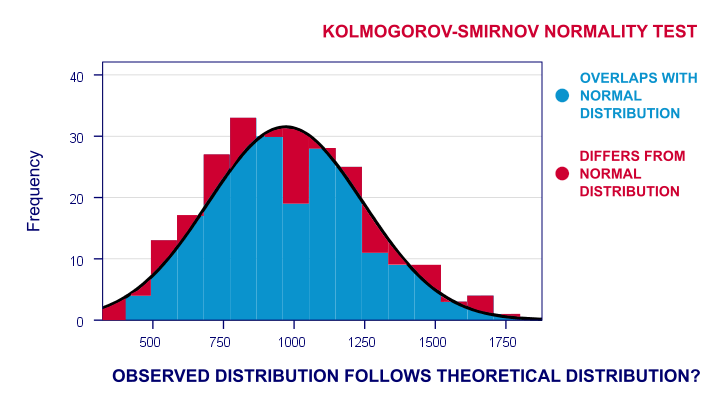 KOLMOGOROV-SMIRNOV NORMALITY TEST
40
30
20
10
0
Frequency
500
750
1000
1250
1500
1750
OVERLAPS WITH
NORMAL
DISTRIBUTION
DIFFERS FROM
NORMAL
DISTRIBUTION
OBSERVED DISTRIBUTION FOLLOWS THEORETICAL DISTRIBUTION?